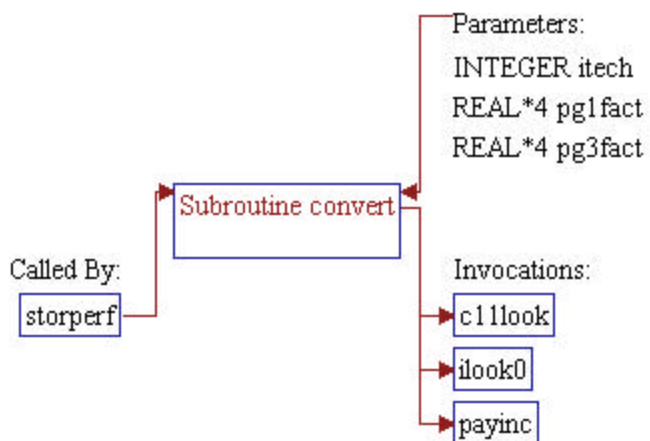 Parameters:
INTEGER itech
REAL*4 pg1fact
REAL*4 pg3fact
Subroutine convert
Called By:
storperf
Invocations:
c11look
ilook0
payinc